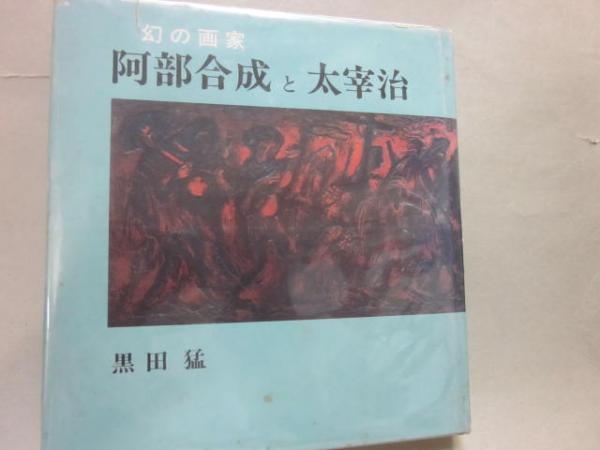 幻の画家
阿部合成と太宰治
黒田猛